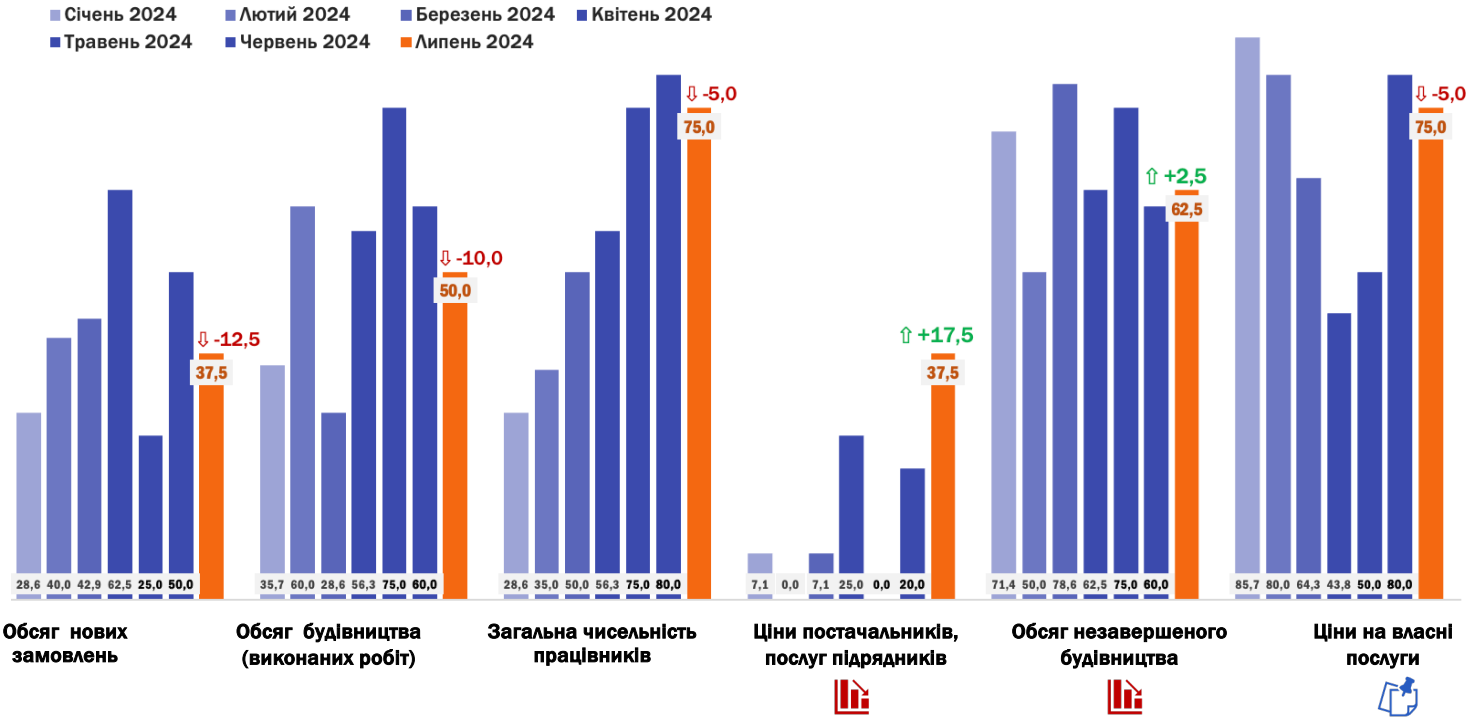 Січень 2024 Лютий 2024 Березень 2024 Квітень 2024
Травень 2024 Червень 2024 Липень 2024
-12,5
37,5
28,6 40,0 42,9 62,5 25,0 50,0
Обсяг нових
замовлень
-10,0
50,0
35,7 60,0 28,6 56,3 75,0 60,0
Обсяг будівництва
(виконаних робіт)
-5,0
75,0
28,6 35,0 50,0 56,3 75,0 80,0
Загальна чисельність
працівників
+17,5
37,5
7,1 0,0 7,1 25,0 0,0 20,0
Ціни постачальників,
послуг підрядників
+2,5
62,5
71,4 50,0 78,6 62,5 75,0 60,0
Обсяг незавершеного
будівництва
-5,0
75,0
85,7 80,0 64,3 43,8 50,0 80,0
Ціни на власні
послуги